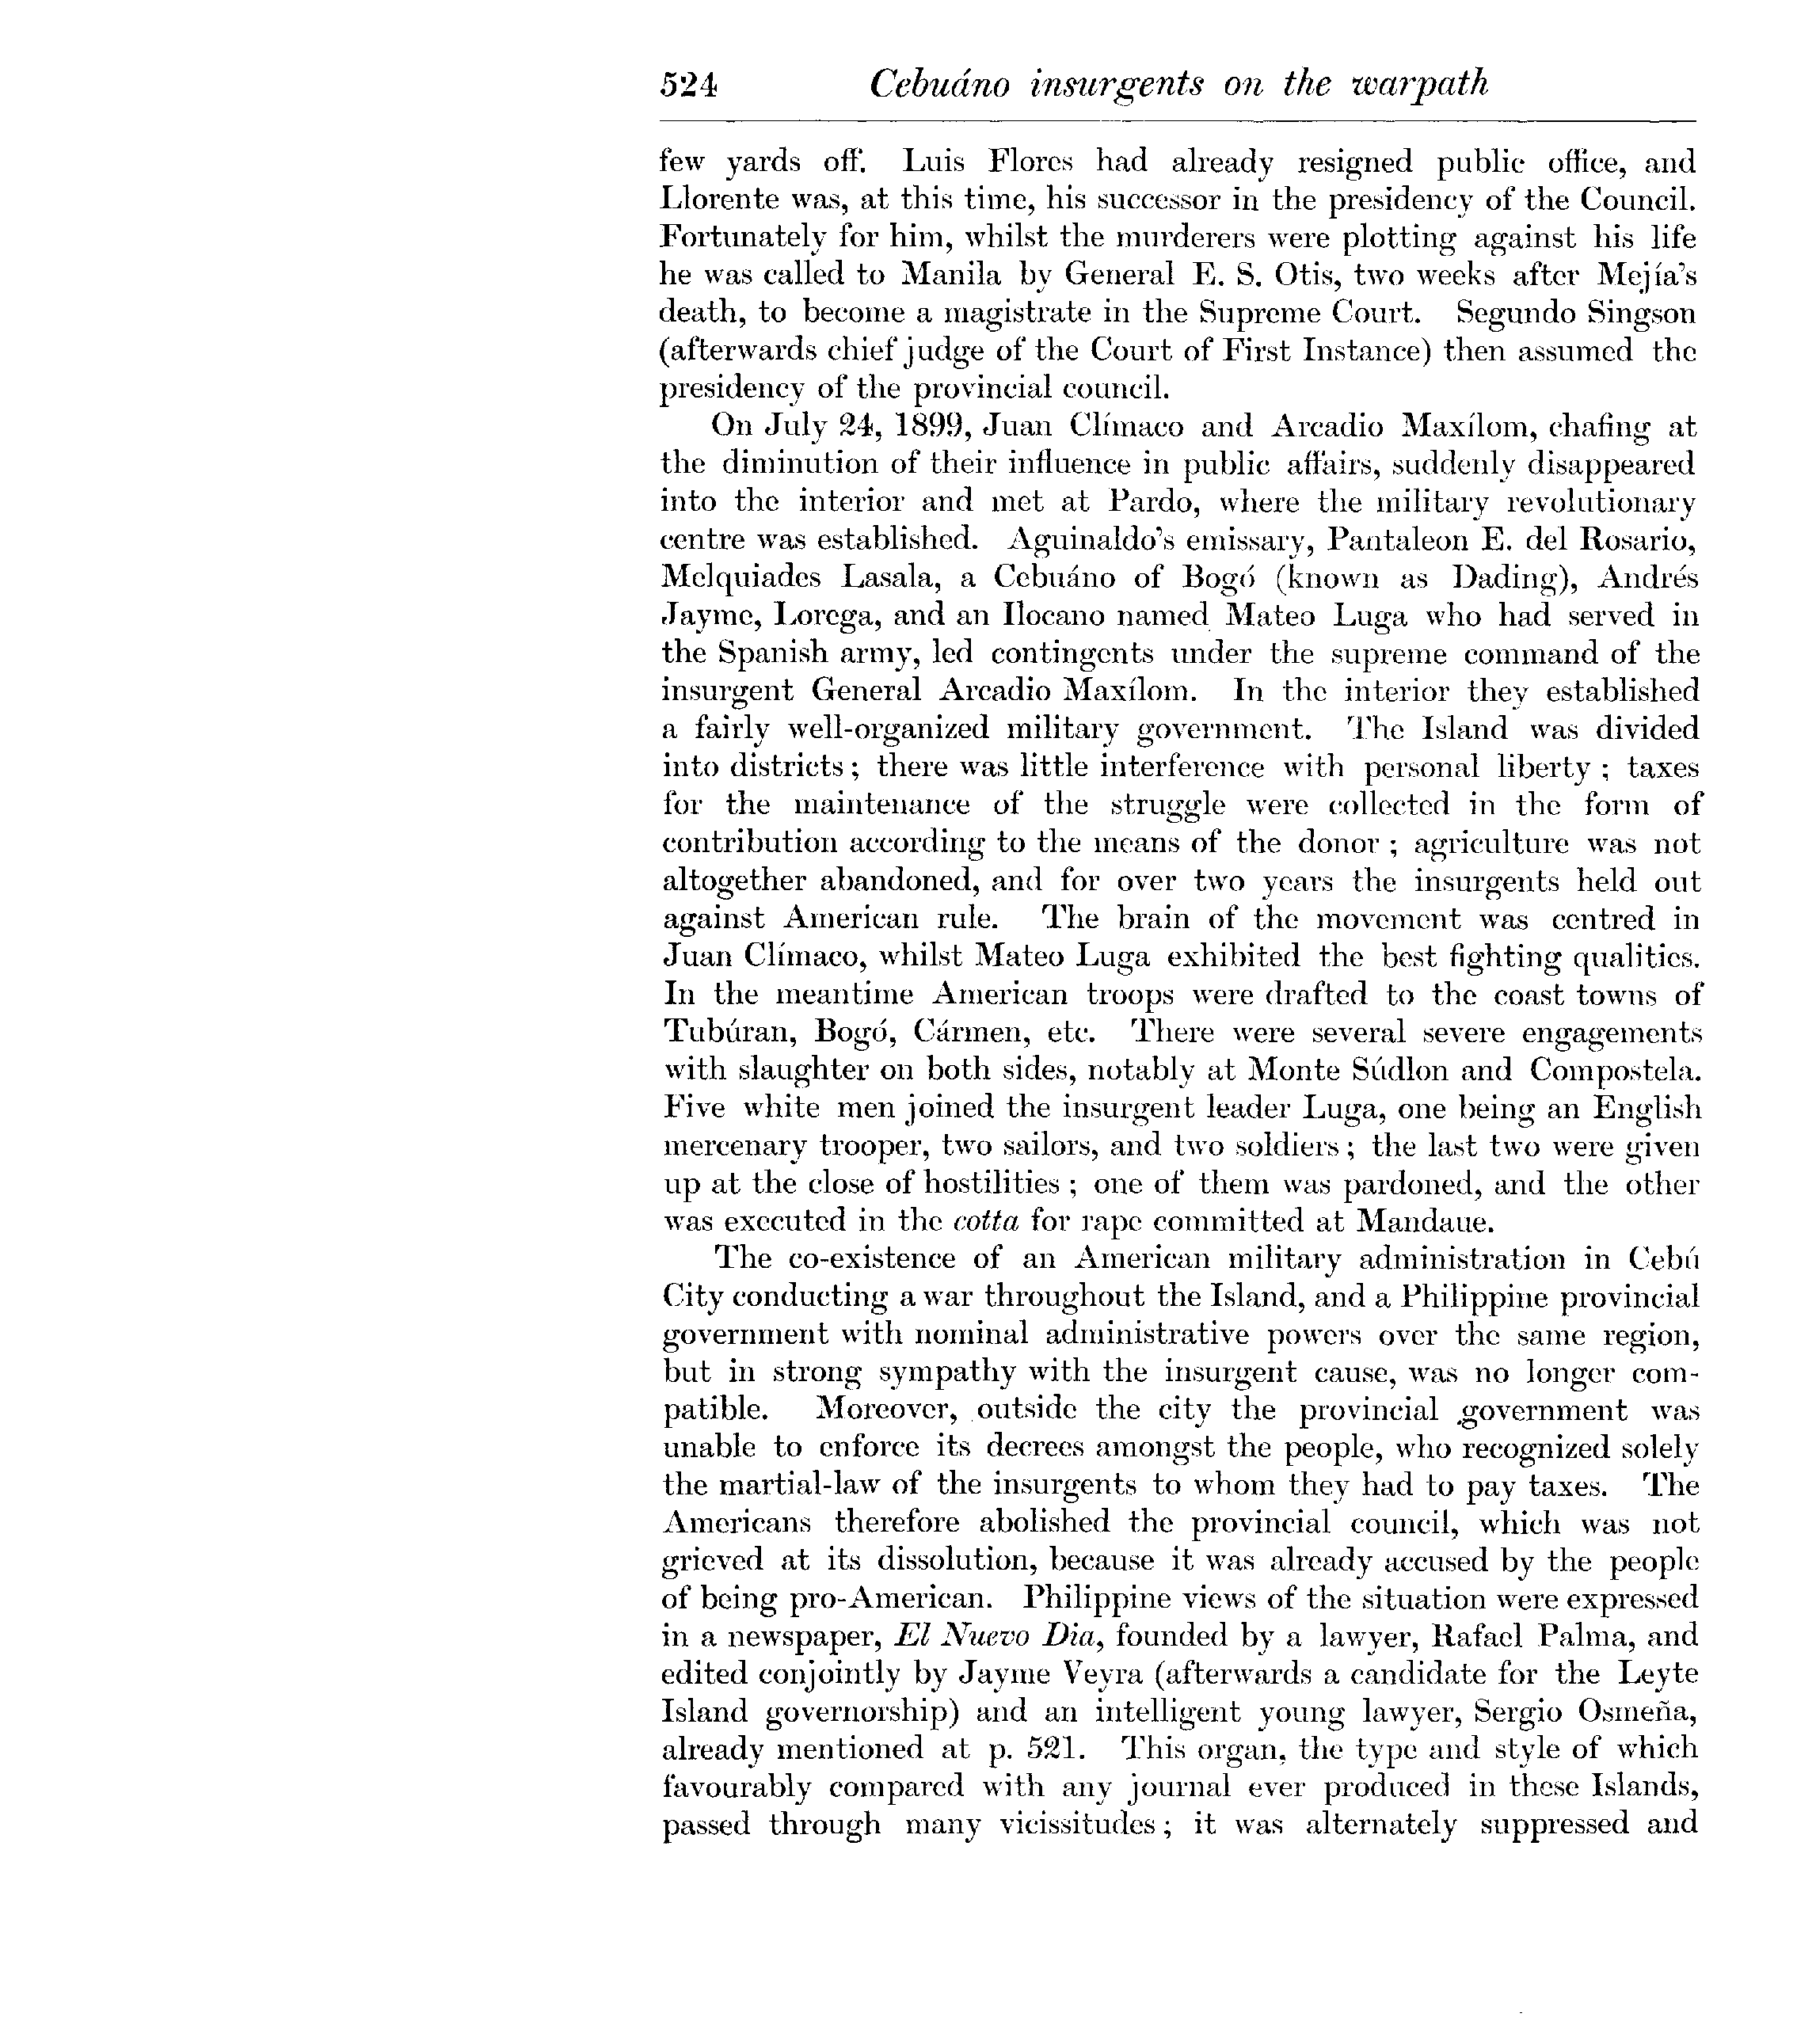 524 Cebuáno insurgents on the warpath
few yards off. Luis Flores had already resigned public office, and
Llorente was, at this time, his successor in the presidency of the Council.
Fortunately for him, whilst the murderers were plotting against his life
he was called to Manila by General E. S. Otis, two weeks after Mejía's
death, to become a magistrate in the Supreme Court. Segundo Singson
(afterwards chief judge of the Court of First Instance) then assumed the
presidency of the provincial council.
On July 24, 1899, Juan Clímaco and Arcadio Maxílom, chafing at
the diminution of their influence in public affairs, suddenly disappeared
into the interior and met at Pardo, where the military revolutionary
centre was established. Aguinaldo's emissary, Pantaleon E. del Rosario,
Melquiades Lasala, a Cebuáno of Bogó (known as Dading), Andrés
Jayme, Lorega, and an Ilocano named Mateo Luga who had served in
the Spanish army, led contingents under the supreme command of the
insurgent General Arcadio Maxílom. In the interior they established
a fairly well-organized military government. The Island was divided
into districts; there was little interference with personal liberty; taxes
for the maintenance of the struggle were collected in the form of
contribution according to the means of the donor; agriculture was not
altogether abandoned, and for over two years the insurgents held out
against American rule. The brain of the movement was centred in
Juan Clímaco, whilst Mateo Luga exhibited the best fighting qualities.
In the meantime American troops were drafted to the coast towns of
Tubúran, Bogó, Cármen, etc. There were several severe engagements
with slaughter on both sides, notably at Monte Súdlon and Compostela.
Five white men joined the insurgent leader Luga, one being an English
mercenary trooper, two sailors, and two soldiers; the last two were given
up at the close of hostilities; one of them was pardoned, and the other
was executed in the cotta for rape committed at Mandaue.
The co-existence of an American military administration in Cebú
City conducting a war throughout the Island, and a Philippine provincial
government with nominal administrative powers over the same region,
but in strong sympathy with the insurgent cause, was no longer com-
patible. Moreover, outside the city the provincial government was
unable to enforce its decrees amongst the people, who recognized solely
the martial-law of the insurgents to whom they had to pay taxes. The
Americans therefore abolished the provincial council, which was not
grieved at its dissolution, because it was already accused by the people
of being pro-American. Philippine views of the situation were expressed
in a newspaper, El Nuevo Dia, founded by a lawyer, Rafael Palma, and
edited conjointly by Jayme Veyra (afterwards a candidate for the Leyte
Island governorship) and an intelligent young lawyer, Sergio Osmeña,
already mentioned at p. 521. This organ, the type and style of which
favourably compared with any journal ever produced in these Islands,
passed through many vicissitudes; it was alternately suppressed and